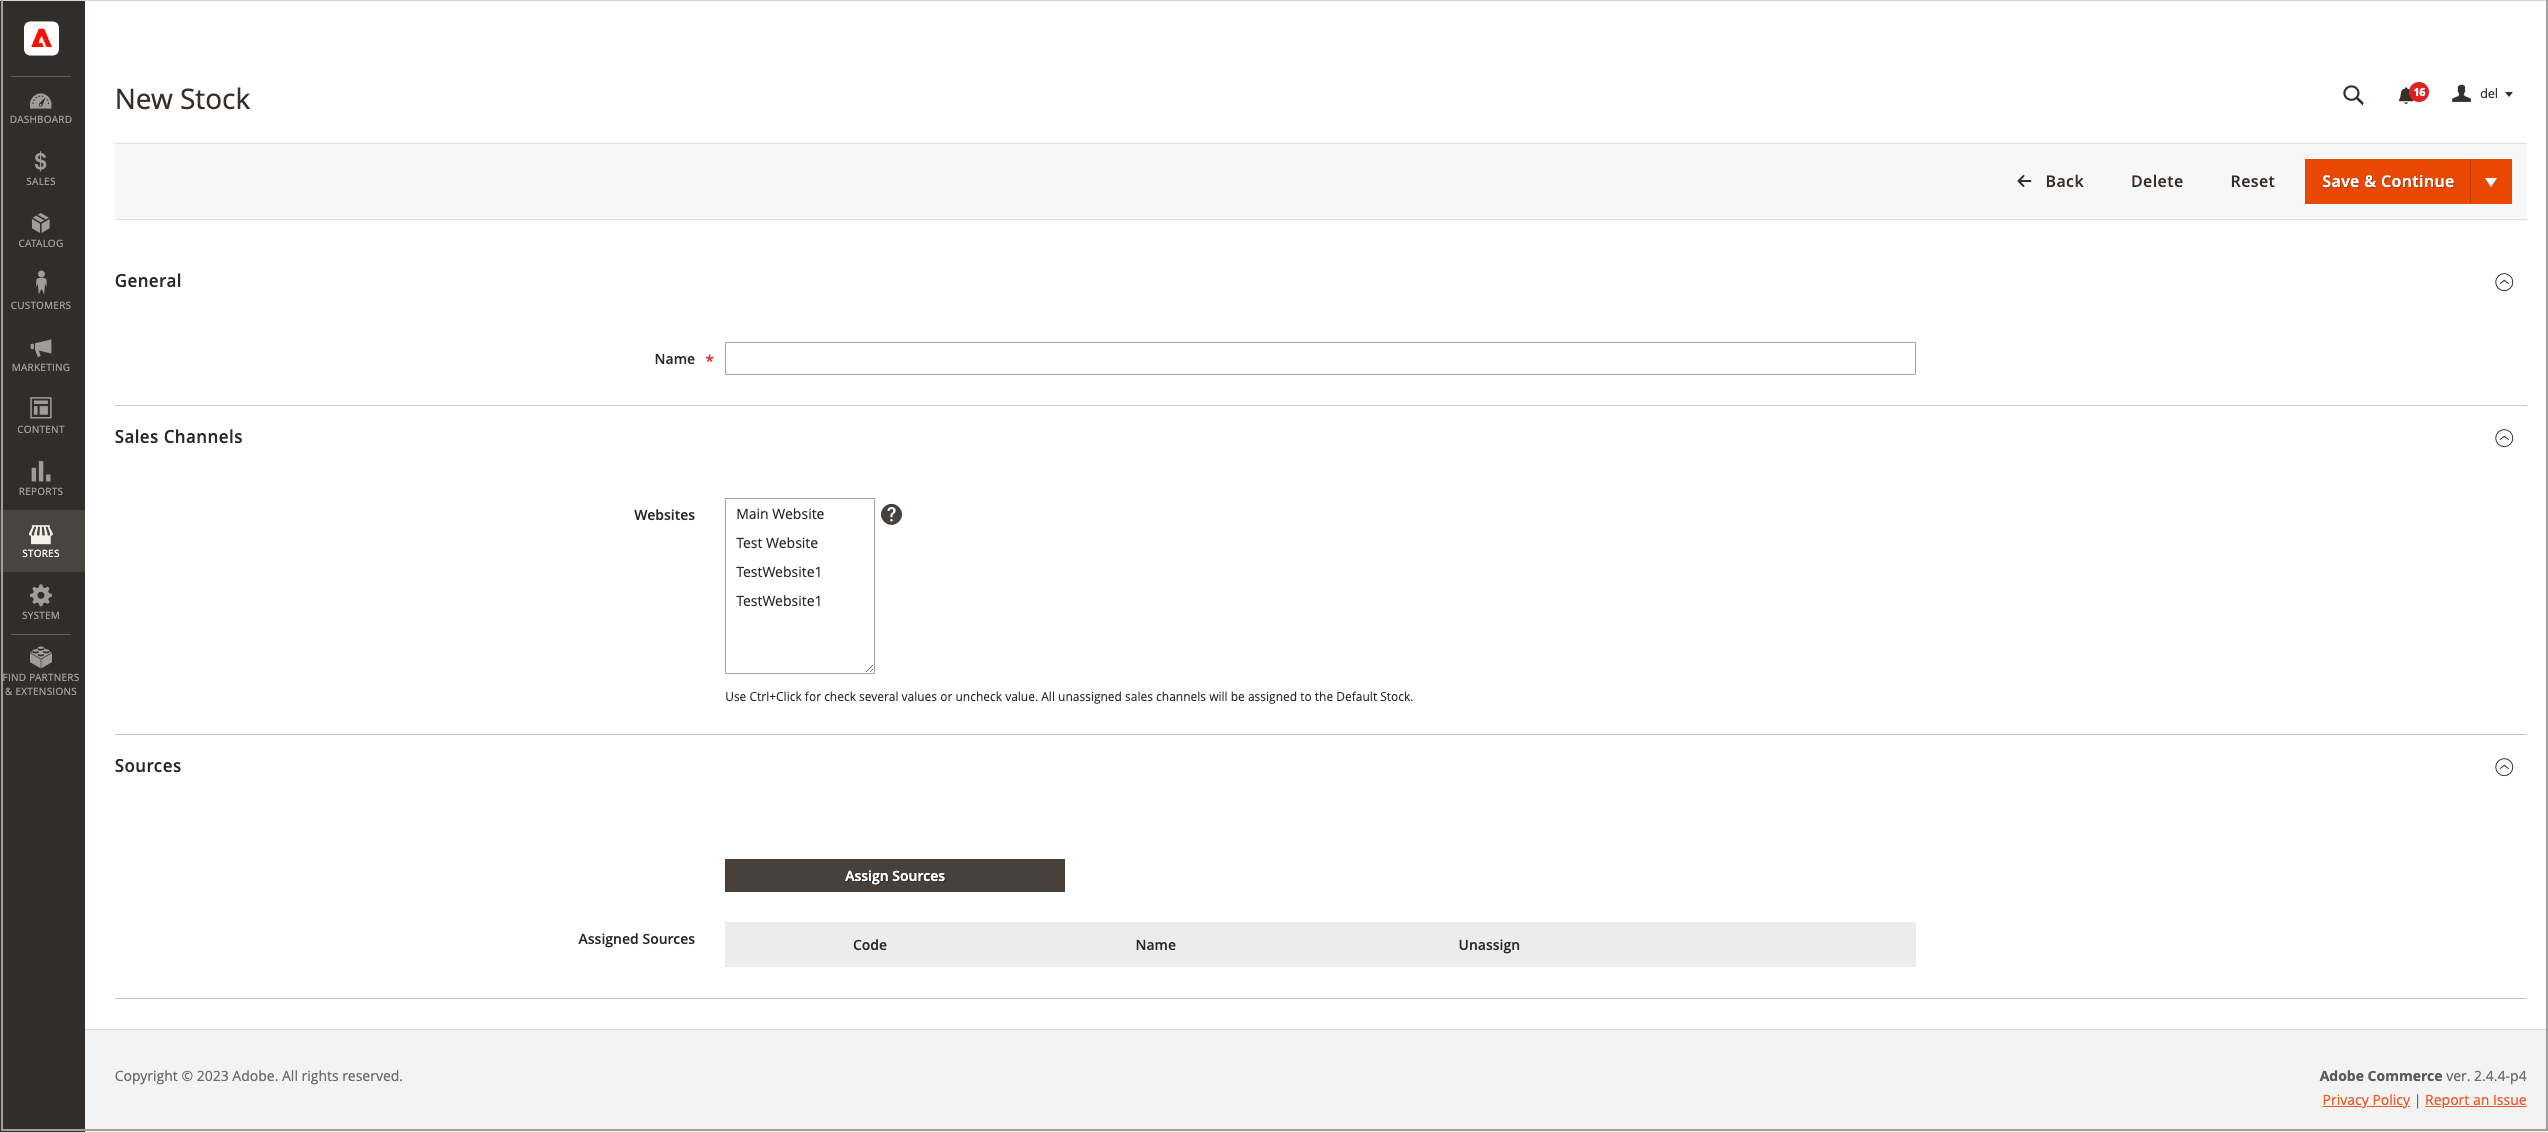 New Stock
16
del
Back
Delete
Reset
Save & Continue
DASHBOARD
SALES
CATALOG
CUSTOMERS
MARKETING
CONTENT
REPORTS
STORES
SYSTEM
FIND PARTNERS
& EXTENSIONS
General
Name *
Sales Channels
Websites
Main Website
?
Test Website
TestWebsite1
TestWebsite1
Use Ctrl+Click for check several values or uncheck value. All unassigned sales channels will be assigned to the Default Stock.
Sources
Assign Sources
Assigned Sources
Code Name Unassign
Copyright © 2023 Adobe. All rights reserved.
Adobe Commerce ver. 2.4.4-p4
Privacy Policy | Report an Issue